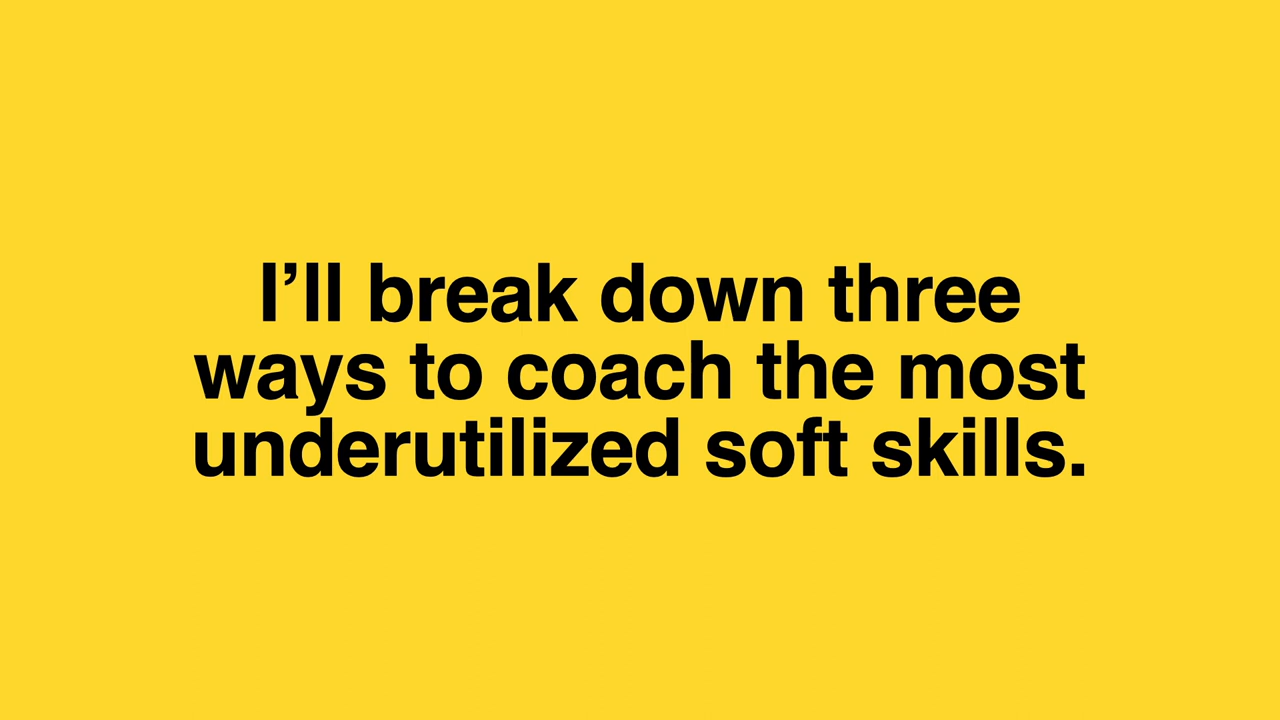 I’ll break down three
ways to coach the most
underutilized soft skills.